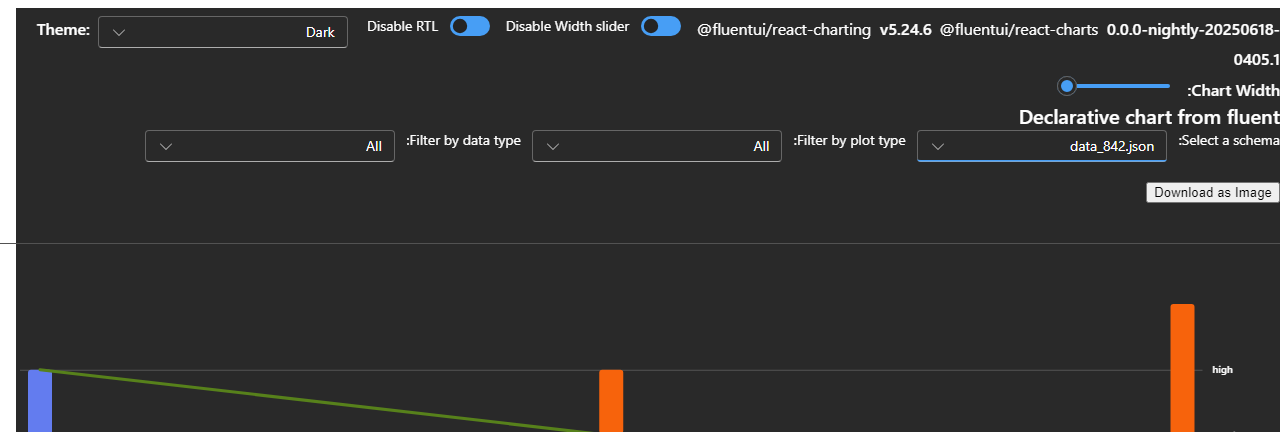 Theme: Dark Disable RTL Disable Width slider @fluentui/react-charting v5.24.6 @fluentui/react-charts 0.0.0-nightly-20250618-
0405.1
:Chart Width
Declarative chart from fluent
:Select a schema data_842.json :Filter by plot type All :Filter by data type All
Download as Image
high